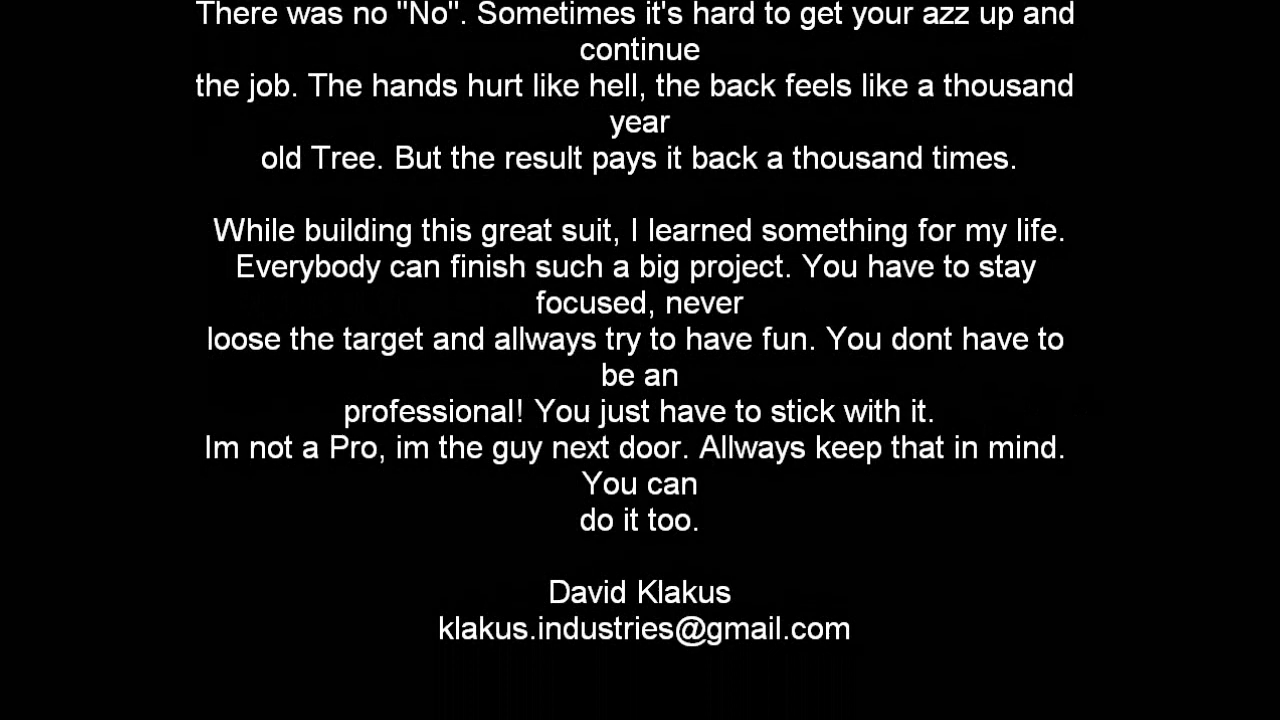 There was no "No". Sometimes it's hard to get your azz up and
continue
the job. The hands hurt like hell, the back feels like a thousand
year
old Tree. But the result pays it back a thousand times.
While building this great suit, I learned something for my life.
Everybody can finish such a big project. You have to stay
focused, never
loose the target and allways try to have fun. You dont have to
be an
professional! You just have to stick with it.
Im not a Pro, im the guy next door. Allways keep that in mind.
You can
do it too.
David Klakus
klakus.industries@gmail.com